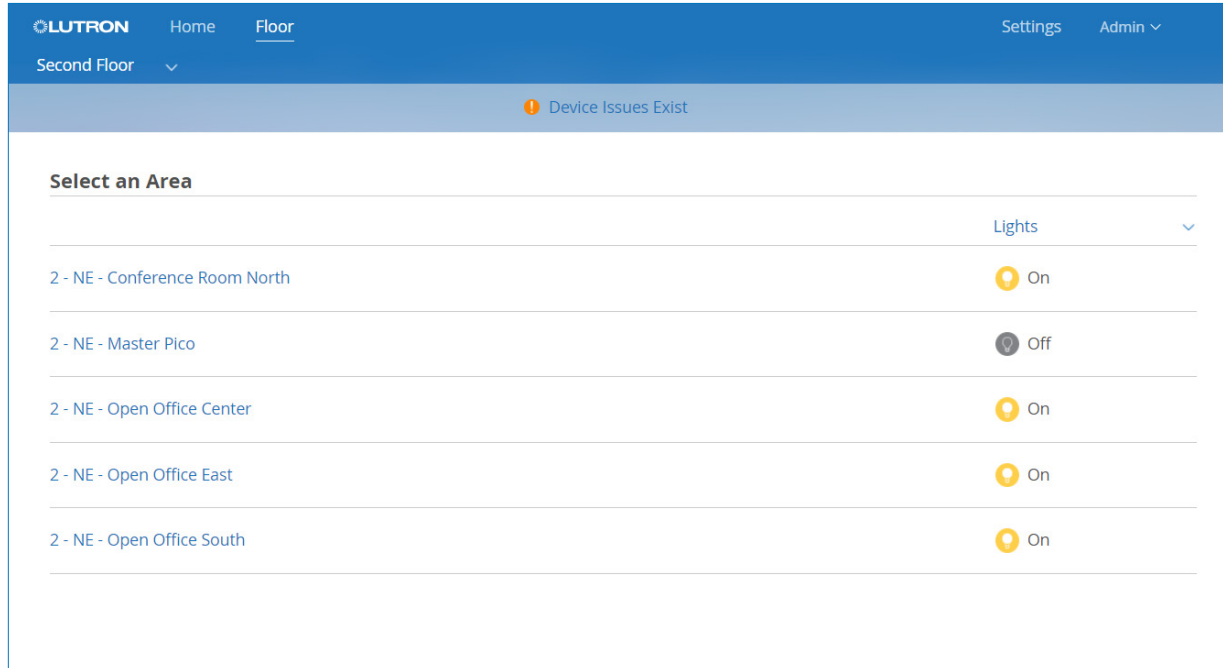 LUTRON Home Floor Settings Admin
Second Floor
Device Issues Exist
Select an Area
Lights
2 - NE - Conference Room North On
2 - NE - Master Pico Off
2 - NE - Open Office Center On
2 - NE - Open Office East On
2 - NE - Open Office South On